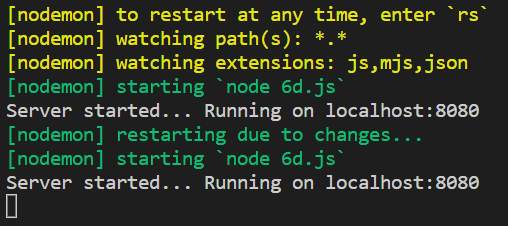 [nodemon] to restart at any time, enter `rs`
[nodemon] watching path(s): *.*
[nodemon] watching extensions: js,mjs,json
[nodemon] starting `node 6d.js`
Server started... Running on localhost:8080
[nodemon] restarting due to changes...
[nodemon] starting `node 6d.js`
Server started... Running on localhost:8080